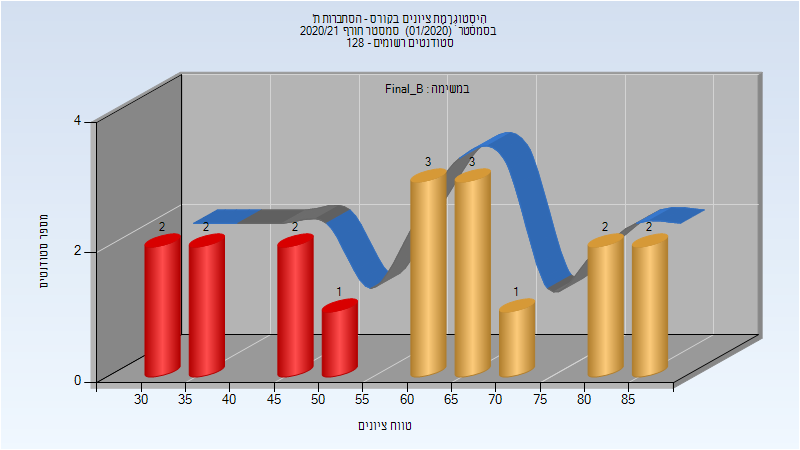 היסטוגרמת ציונים בקורס - הסתברות ת'
בסמסטר (01/2020) סמסטר חורף 2020/21
סטודנטים רשומים - 128
במשימה : Final_B
מספר סטודנטים
4
2
0
2
2
2
1
3
3
1
2
2
30 35 40 45 50 55 60 65 70 75 80 85
טווח ציונים